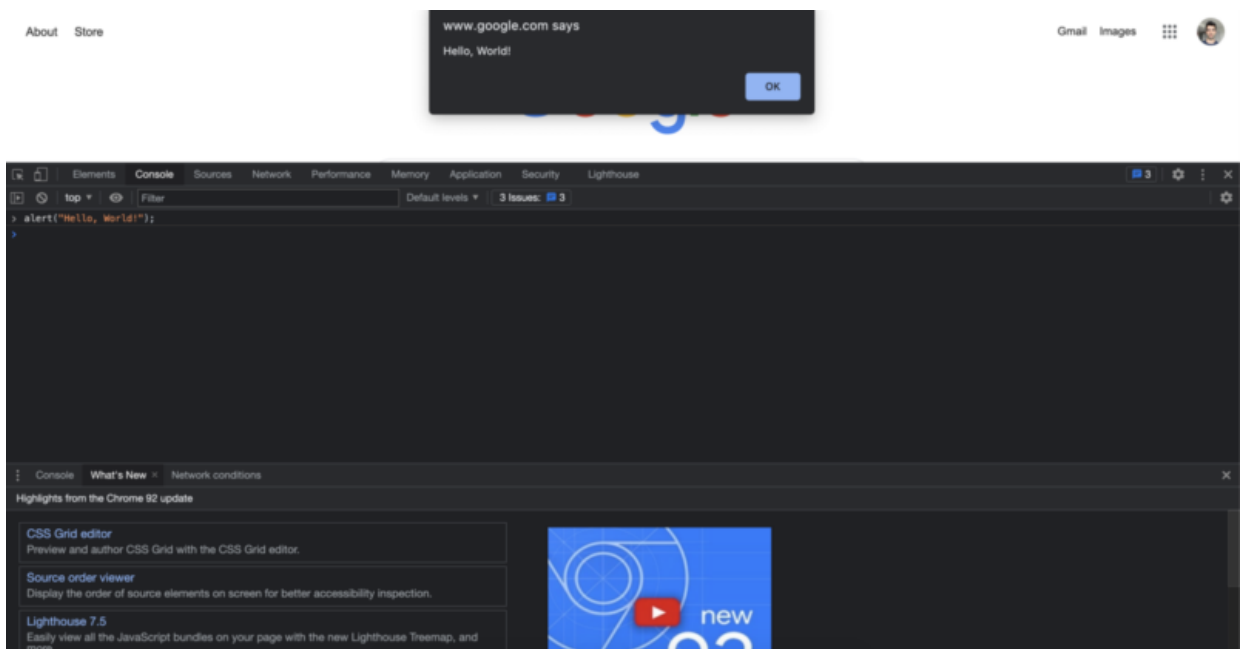 About Store
www.google.com says
Gmail Images
Hello, World!
OK
Elements Console Sources Network Performance Memory Application Security Lighthouse 3
top Filter Default levels 3 Issues: 3
> alert("Hello, World!");
>
Console What's New × Network conditions
Highlights from the Chrome 92 update
CSS Grid editor
Preview and author CSS Grid with the CSS Grid editor.
Source order viewer
Display the order of source elements on screen for better accessibility inspection.
Lighthouse 7.5
Easily view all the JavaScript bundles on your page with the new Lighthouse Treemap, and
more.
new
92